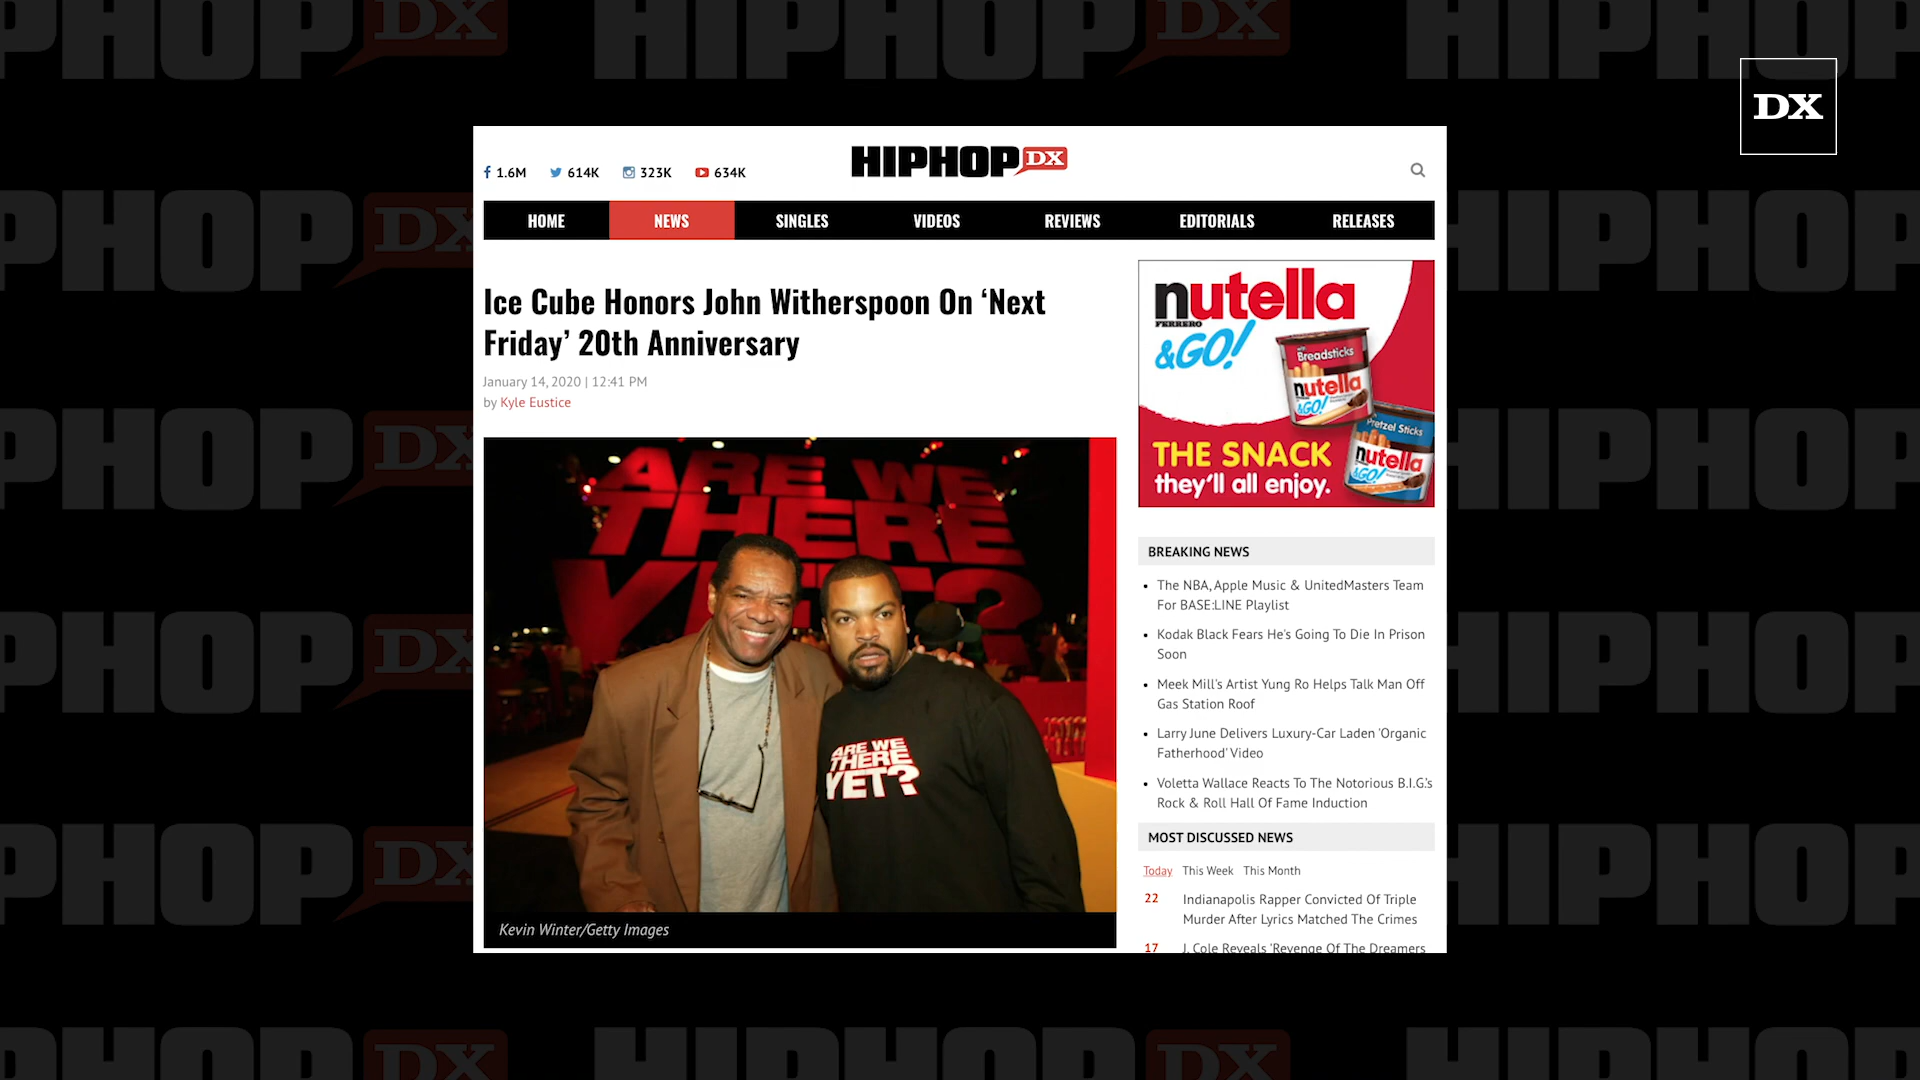 DX
1.6M 614K 323K 634K
HIPHOP DX
HOME NEWS SINGLES VIDEOS REVIEWS EDITORIALS RELEASES
Ice Cube Honors John Witherspoon On ‘Next
Friday’ 20th Anniversary
January 14, 2020 | 12:41 PM
by Kyle Eustice
ARE WE
THERE
YET?
ARE WE
THERE
YET?
Kevin Winter/Getty Images
nutella
FERRERO
&GO!
Breadsticks
nutella
&GO!
Pretzel Sticks
nutella
&GO!
THE SNACK
they'll all enjoy.
BREAKING NEWS
The NBA, Apple Music & UnitedMasters Team
For BASE:LINE Playlist
Kodak Black Fears He's Going To Die In Prison
Soon
Meek Mill's Artist Yung Ro Helps Talk Man Off
Gas Station Roof
Larry June Delivers Luxury-Car Laden 'Organic
Fatherhood' Video
Voletta Wallace Reacts To The Notorious B.I.G.'s
Rock & Roll Hall Of Fame Induction
MOST DISCUSSED NEWS
Today This Week This Month
22 Indianapolis Rapper Convicted Of Triple
Murder After Lyrics Matched The Crimes
17 J. Cole Reveals 'Revenge Of The Dreamers